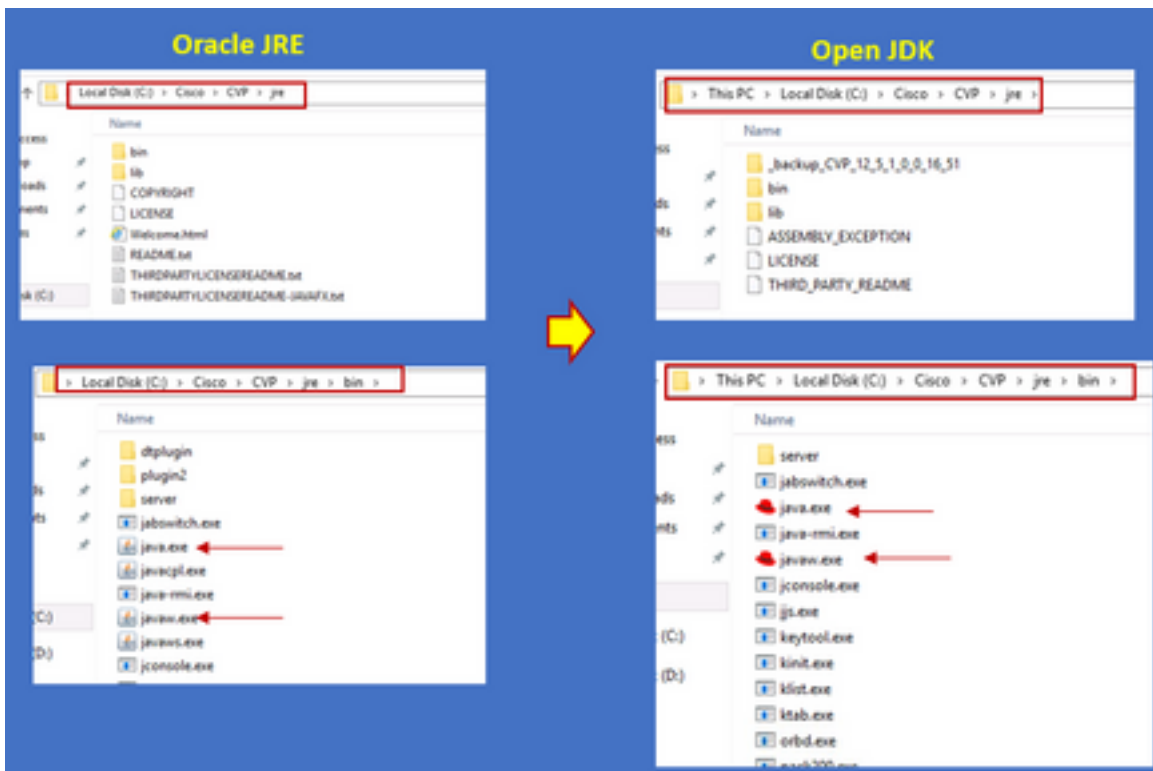 Oracle JRE
Local Disk (C:) › Cisco › CVP › jre
Name
bin
lib
COPYRIGHT
LICENSE
Welcome.html
README.txt
THIRDPARTYLICENSEREADME.txt
THIRDPARTYLICENSEREADME-JAVAFX.txt
› Local Disk (C:) › Cisco › CVP › jre › bin ›
Name
dtplugin
plugin2
server
jabswitch.exe
java.exe
javacpl.exe
java-rmi.exe
javaw.exe
javaws.exe
jconsole.exe
(C:)
(D:)
Open JDK
› This PC › Local Disk (C:) › Cisco › CVP › jre ›
Name
_backup_CVP_12_5_1_0_0_16_51
bin
lib
ASSEMBLY_EXCEPTION
LICENSE
THIRD_PARTY_README
› This PC › Local Disk (C:) › Cisco › CVP › jre › bin ›
Name
server
jabswitch.exe
java.exe
java-rmi.exe
javaw.exe
jconsole.exe
jjs.exe
keytool.exe
kinit.exe
klist.exe
ktab.exe
orbd.exe
pack200.exe
(C:)
(D:)